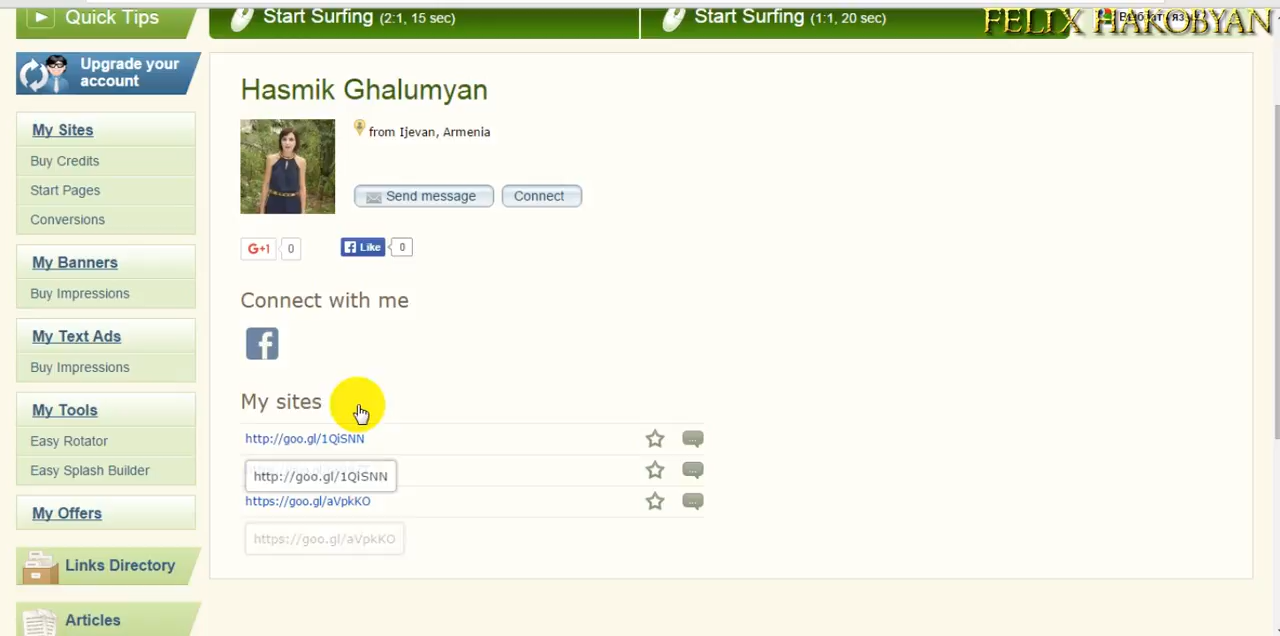 Quick Tips
Start Surfing (2:1, 15 sec)
Start Surfing (1:1, 20 sec)
FELIX HAKOBYAN
Upgrade your
account
My Sites
Buy Credits
Start Pages
Conversions
My Banners
Buy Impressions
My Text Ads
Buy Impressions
My Tools
Easy Rotator
Easy Splash Builder
My Offers
Links Directory
Articles
Hasmik Ghalumyan
from Ijevan, Armenia
Send message
Connect
G+1
0
Like
0
Connect with me
My sites
http://goo.gl/1QiSNN
http://goo.gl/1QiSNN
https://goo.gl/aVpkKO
https://goo.gl/aVpkKO